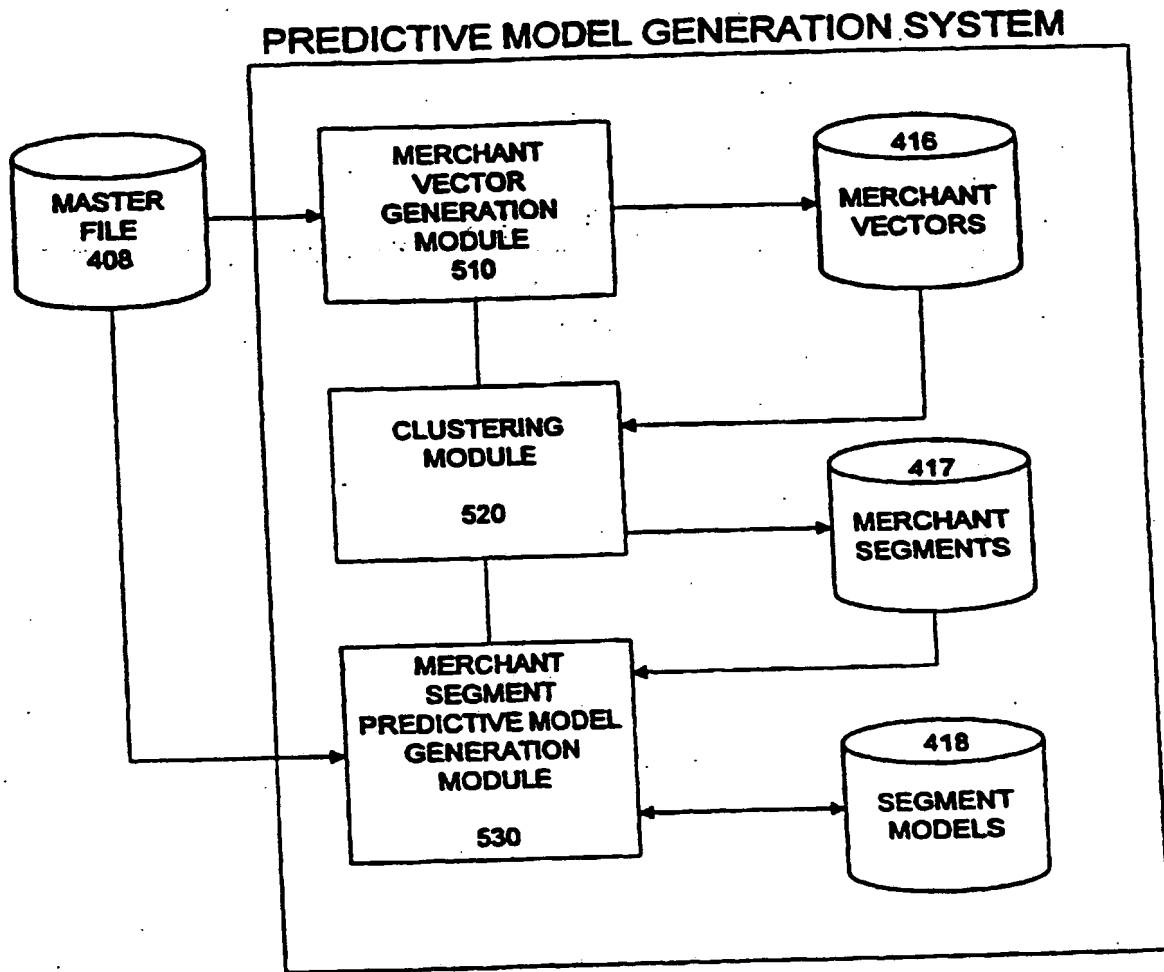 PREDICTIVE MODEL GENERATION SYSTEM
MASTER
FILE
408
MERCHANT
VECTOR
GENERATION
MODULE
510
416
MERCHANT
VECTORS
CLUSTERING
MODULE
520
417
MERCHANT
SEGMENTS
MERCHANT
SEGMENT
PREDICTIVE MODEL
GENERATION
MODULE
530
418
SEGMENT
MODELS